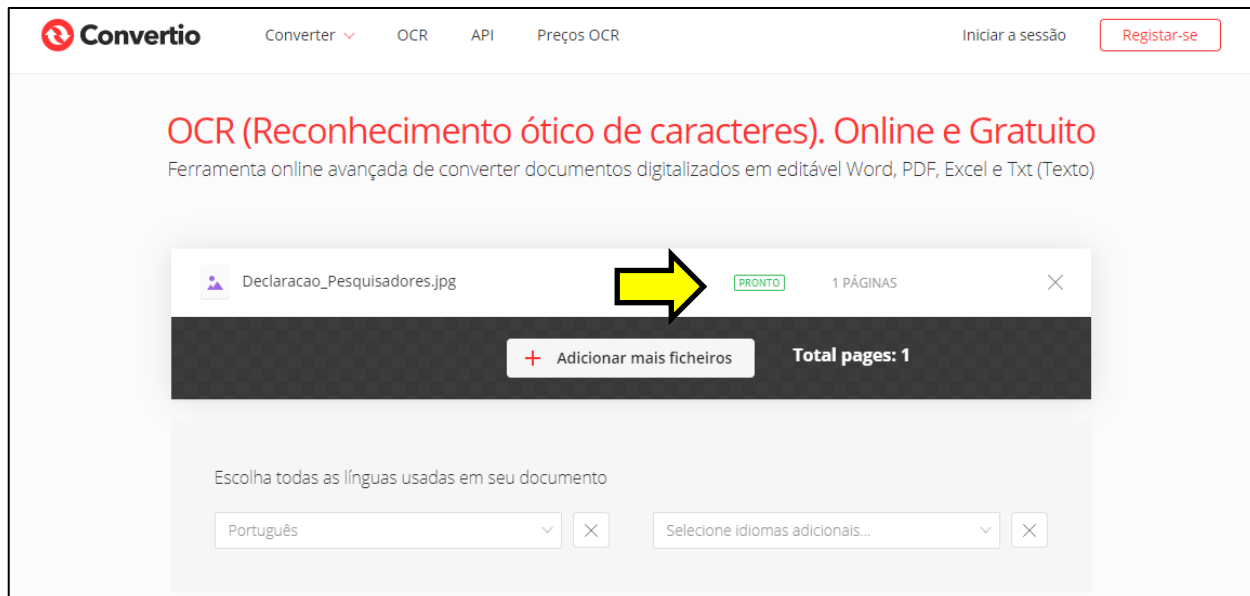 Convertio Converter OCR API Preços OCR Iniciar a sessão Registar-se
OCR (Reconhecimento ótico de caracteres). Online e Gratuito
Ferramenta online avançada de converter documentos digitalizados em editável Word, PDF, Excel e Txt (Texto)
Declaracao_Pesquisadores.jpg PRONTO 1 PÁGINAS
Adicionar mais ficheiros Total pages: 1
Escolha todas as línguas usadas em seu documento
Português Selecione idiomas adicionais...